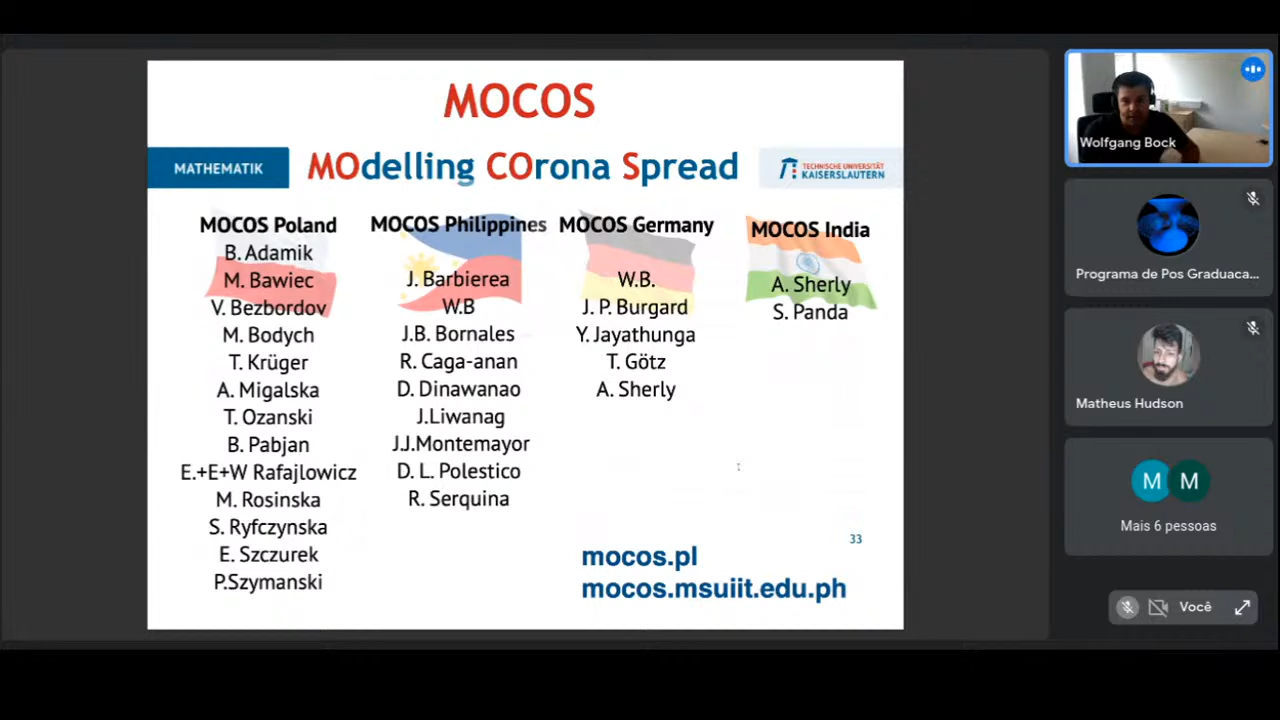 MOCOS
MATHEMATIK
MOdelling COrona Spread
TECHNISCHE UNIVERSITÄT
KAISERSLAUTERN
MOCOS Poland
B. Adamik
M. Bawiec
V. Bezbordov
M. Bodych
T. Krüger
A. Migalska
T. Ozanski
B. Pabjan
E.+E+W Rafajlowicz
M. Rosinska
S. Ryfczynska
E. Szczurek
P.Szymanski
MOCOS Philippines
J. Barbierea
W.B
J.B. Bornales
R. Caga-anan
D. Dinawanao
J.Liwanag
J.J.Montemayor
D. L. Polestico
R. Serquina
MOCOS Germany
W.B.
J. P. Burgard
Y. Jayathunga
T. Götz
A. Sherly
MOCOS India
A. Sherly
S. Panda
33
mocos.pl
mocos.msuiit.edu.ph
Wolfgang Bock
Programa de Pos Graduaca...
Matheus Hudson
M M
Mais 6 pessoas
Você